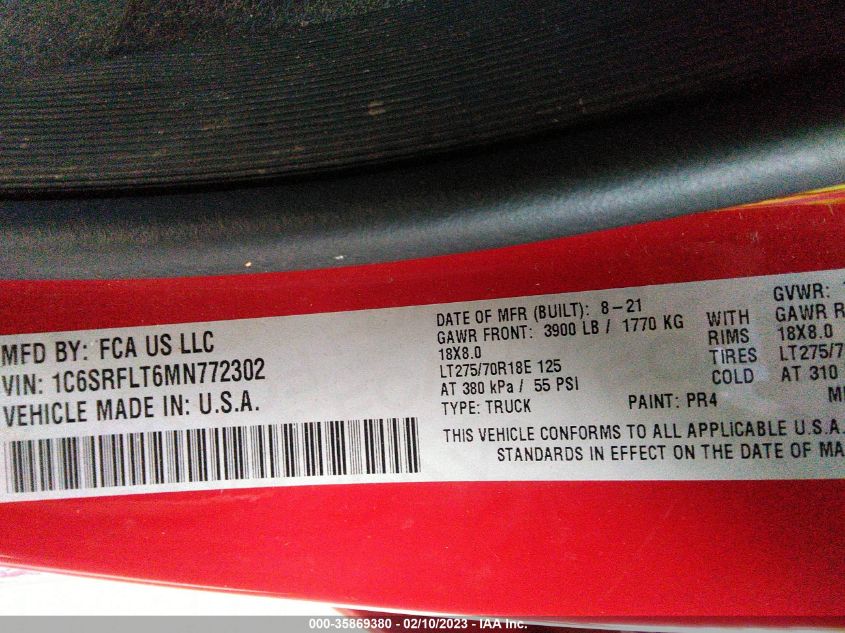 MFD BY: FCA US LLC
VIN: 1C6SRFLT6MN772302
VEHICLE MADE IN: U.S.A.
DATE OF MFR (BUILT): 8-21
GAWR FRONT: 3900 LB / 1770 KG
18X8.0
LT275/70R18E 125
AT 380 kPa / 55 PSI
TYPE: TRUCK
PAINT: PR4
WITH
RIMS
TIRES
COLD
GVWR:
GAWR R
18X8.0
LT275/7
AT 310
THIS VEHICLE CONFORMS TO ALL APPLICABLE U.S.A.
STANDARDS IN EFFECT ON THE DATE OF MA
000-35869380 - 02/10/2023 - IAA Inc.